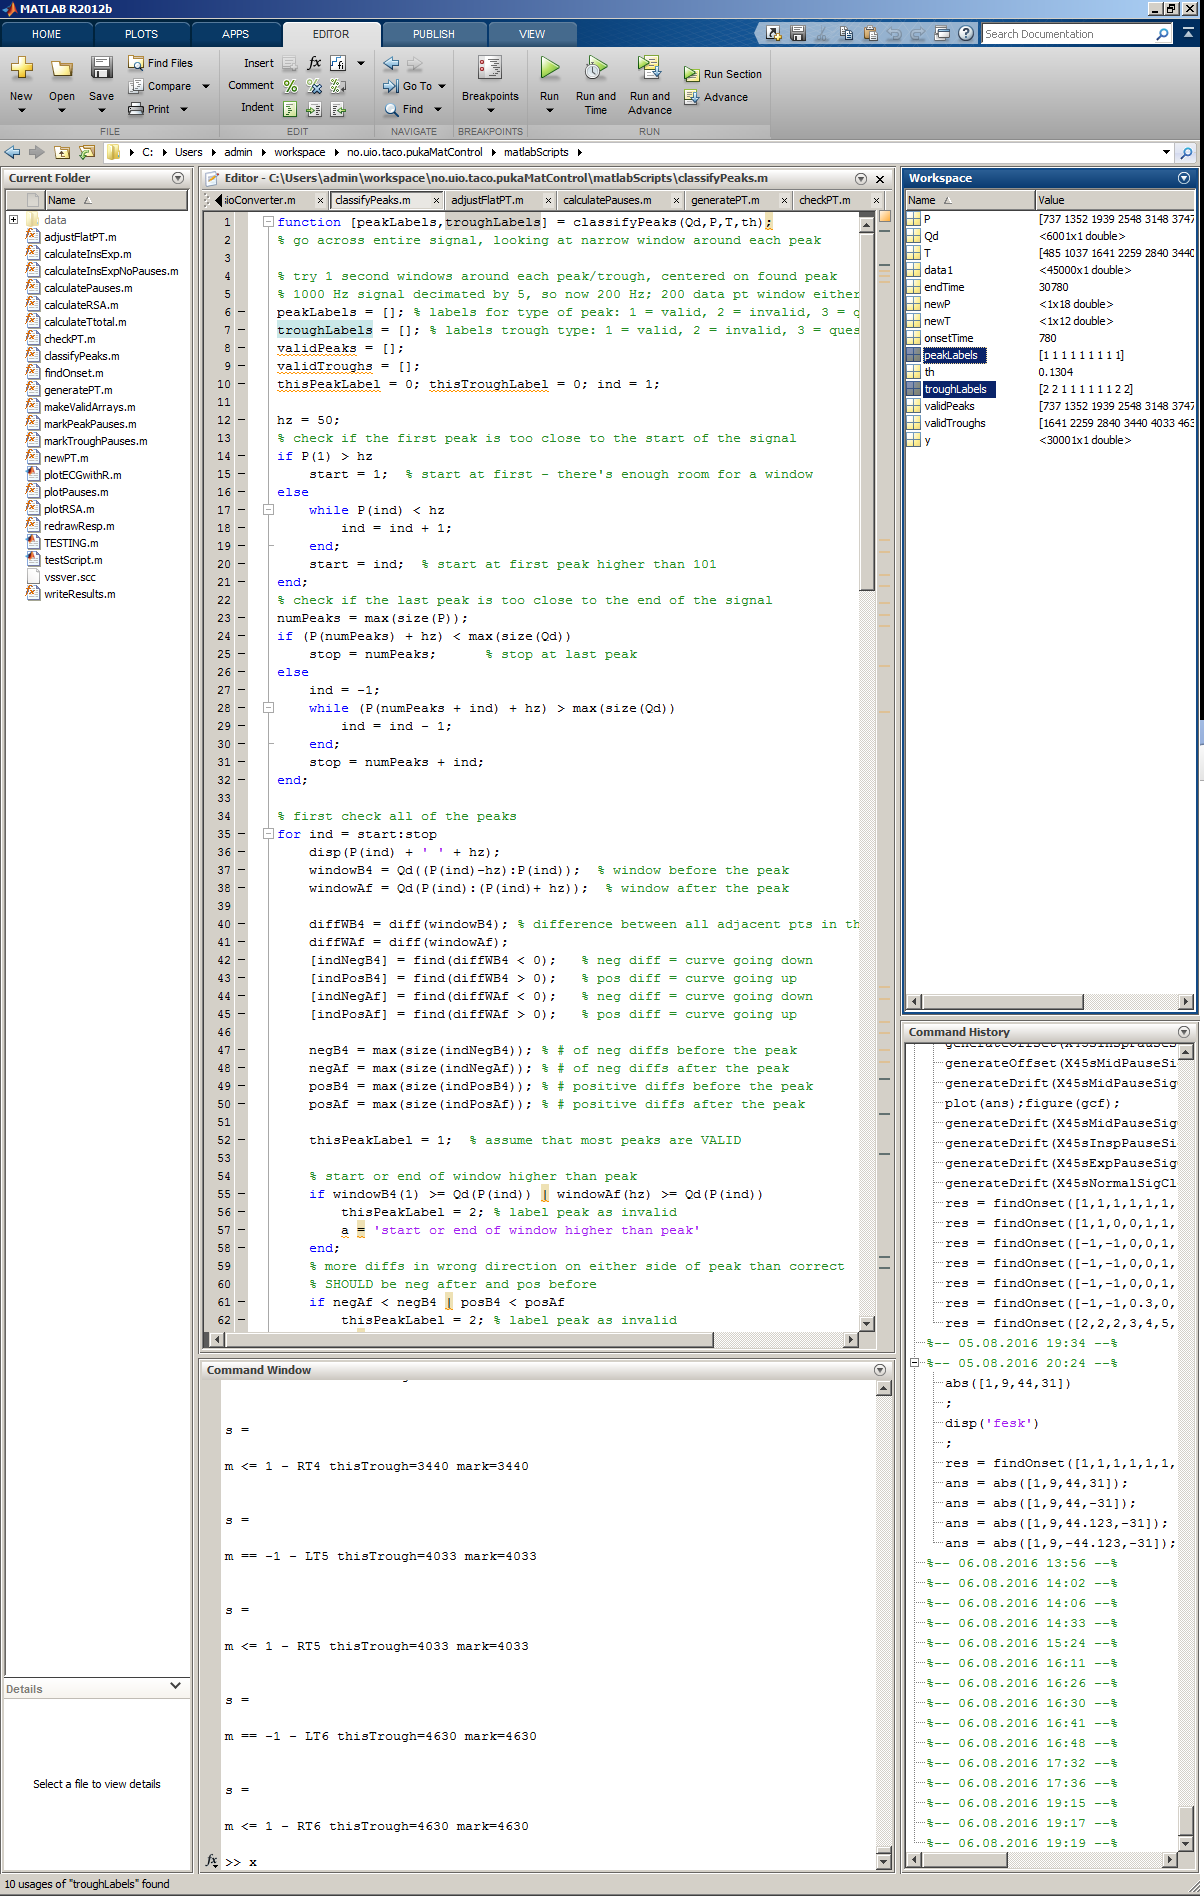 MATLAB R2012b
HOME PLOTS APPS EDITOR PUBLISH VIEW
Search Documentation
New Open Save Find Files Compare Print
Insert Comment Indent
Go To Find
Breakpoints
Run Run and Time Run and Advance Run Section Advance
FILE EDIT NAVIGATE BREAKPOINTS RUN
C: Users admin workspace no.uio.taco.pukaMatControl matlabScripts
Current Folder
Name
data
adjustFlatPT.m
calculateInsExp.m
calculateInsExpNoPauses.m
calculatePauses.m
calculateRSA.m
calculateTtotal.m
checkPT.m
classifyPeaks.m
findOnset.m
generatePT.m
makeValidArrays.m
markPeakPauses.m
markTroughPauses.m
newPT.m
plotECGwithR.m
plotPauses.m
plotRSA.m
redrawResp.m
TESTING.m
testScript.m
vssver.scc
writeResults.m
Details
Select a file to view details
Editor - C:\Users\admin\workspace\no.uio.taco.pukaMatControl\matlabScripts\classifyPeaks.m
ioConverter.m classifyPeaks.m adjustFlatPT.m calculatePauses.m generatePT.m checkPT.m
1 function [peakLabels,troughLabels] = classifyPeaks(Qd,P,T,th);
2 % go across entire signal, looking at narrow window around each peak
3
4 % try 1 second windows around each peak/trough, centered on found peak
5 % 1000 Hz signal decimated by 5, so now 200 Hz; 200 data pt window either
6 peakLabels = []; % labels for type of peak: 1 = valid, 2 = invalid, 3 = q
7 troughLabels = []; % labels trough type: 1 = valid, 2 = invalid, 3 = ques
8 validPeaks = [];
9 validTroughs = [];
10 thisPeakLabel = 0; thisTroughLabel = 0; ind = 1;
11
12 hz = 50;
13 % check if the first peak is too close to the start of the signal
14 if P(1) > hz
15 start = 1; % start at first - there's enough room for a window
16 else
17 while P(ind) < hz
18 ind = ind + 1;
19 end;
20 start = ind; % start at first peak higher than 101
21 end;
22 % check if the last peak is too close to the end of the signal
23 numPeaks = max(size(P));
24 if (P(numPeaks) + hz) < max(size(Qd))
25 stop = numPeaks; % stop at last peak
26 else
27 ind = -1;
28 while (P(numPeaks + ind) + hz) > max(size(Qd))
29 ind = ind - 1;
30 end;
31 stop = numPeaks + ind;
32 end;
33
34 % first check all of the peaks
35 for ind = start:stop
36 disp(P(ind) + ' ' + hz);
37 windowB4 = Qd((P(ind)-hz):P(ind)); % window before the peak
38 windowAf = Qd(P(ind):(P(ind)+ hz)); % window after the peak
39
40 diffWB4 = diff(windowB4); % difference between all adjacent pts in th
41 diffWAf = diff(windowAf);
42 [indNegB4] = find(diffWB4 < 0); % neg diff = curve going down
43 [indPosB4] = find(diffWB4 > 0); % pos diff = curve going up
44 [indNegAf] = find(diffWAf < 0); % neg diff = curve going down
45 [indPosAf] = find(diffWAf > 0); % pos diff = curve going up
46
47 negB4 = max(size(indNegB4)); % # of neg diffs before the peak
48 negAf = max(size(indNegAf)); % # of neg diffs after the peak
49 posB4 = max(size(indPosB4)); % # positive diffs before the peak
50 posAf = max(size(indPosAf)); % # positive diffs after the peak
51
52 thisPeakLabel = 1; % assume that most peaks are VALID
53
54 % start or end of window higher than peak
55 if windowB4(1) >= Qd(P(ind)) | windowAf(hz) >= Qd(P(ind))
56 thisPeakLabel = 2; % label peak as invalid
57 a = 'start or end of window higher than peak'
58 end;
59 % more diffs in wrong direction on either side of peak than correct
60 % SHOULD be neg after and pos before
61 if negAf < negB4 | posB4 < posAf
62 thisPeakLabel = 2; % label peak as invalid
Command Window
s =
m <= 1 - RT4 thisTrough=3440 mark=3440
s =
m == -1 - LT5 thisTrough=4033 mark=4033
s =
m <= 1 - RT5 thisTrough=4033 mark=4033
s =
m == -1 - LT6 thisTrough=4630 mark=4630
s =
m <= 1 - RT6 thisTrough=4630 mark=4630
fx >> x
Workspace
Name Value
P [737 1352 1939 2548 3148 3747
Qd <6001x1 double>
T [485 1037 1641 2259 2840 3440
data1 <45000x1 double>
endTime 30780
newP <1x18 double>
newT <1x12 double>
onsetTime 780
peakLabels [1 1 1 1 1 1 1 1 1]
th 0.1304
troughLabels [2 2 1 1 1 1 1 1 2 2]
validPeaks [737 1352 1939 2548 3148 3747
validTroughs [1641 2259 2840 3440 4033 463
y <30001x1 double>
Command History
generateOffset(X45sInspPauseS
generateOffset(X45sMidPauseSi
generateDrift(X45sMidPauseSig
plot(ans);figure(gcf);
generateDrift(X45sMidPauseSig
generateDrift(X45sInspPauseSi
generateDrift(X45sExpPauseSig
generateDrift(X45sNormalSigCl
res = findOnset([1,1,1,1,1,1,
res = findOnset([1,1,0,0,1,1,
res = findOnset([-1,-1,0,0,1,
res = findOnset([-1,-1,0,0,1,
res = findOnset([-1,-1,0,0,1,
res = findOnset([-1,-1,0.3,0,
res = findOnset([2,2,2,3,4,5,
%-- 05.08.2016 19:34 --%
%-- 05.08.2016 20:24 --%
abs([1,9,44,31])
;
disp('fesk')
;
res = findOnset([1,1,1,1,1,1,
ans = abs([1,9,44,31]);
ans = abs([1,9,44,-31]);
ans = abs([1,9,44.123,-31]);
ans = abs([1,9,-44.123,-31]);
%-- 06.08.2016 13:56 --%
%-- 06.08.2016 14:02 --%
%-- 06.08.2016 14:06 --%
%-- 06.08.2016 14:33 --%
%-- 06.08.2016 15:24 --%
%-- 06.08.2016 16:11 --%
%-- 06.08.2016 16:26 --%
%-- 06.08.2016 16:30 --%
%-- 06.08.2016 16:41 --%
%-- 06.08.2016 16:48 --%
%-- 06.08.2016 17:32 --%
%-- 06.08.2016 17:36 --%
%-- 06.08.2016 19:15 --%
%-- 06.08.2016 19:17 --%
%-- 06.08.2016 19:19 --%
10 usages of "troughLabels" found